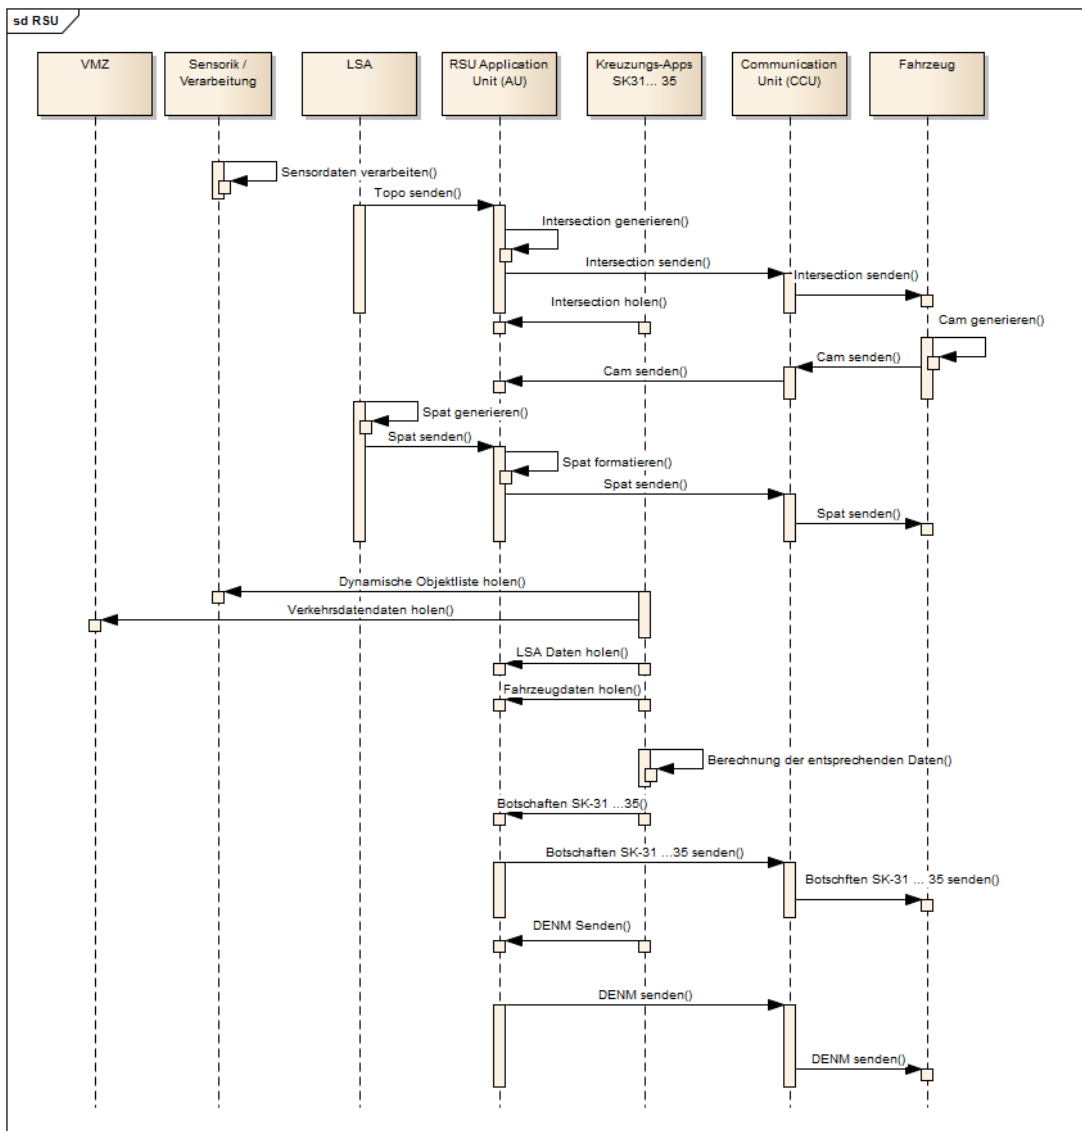 sd RSU
VMZ
Sensorik /
Verarbeitung
LSA
RSU Application
Unit (AU)
Kreuzungs-Apps
SK31... 35
Communication
Unit (CCU)
Fahrzeug
Sensordaten verarbeiten()
Topo senden()
Intersection generieren()
Intersection senden()
Intersection senden()
Intersection holen()
Cam generieren()
Cam senden()
Cam senden()
Spat generieren()
Spat senden()
Spat formatieren()
Spat senden()
Spat senden()
Dynamische Objektliste holen()
Verkehrsdatendaten holen()
LSA Daten holen()
Fahrzeugdaten holen()
Berechnung der entsprechenden Daten()
Botschaften SK-31 ...35()
Botschaften SK-31 ...35 senden()
Botschften SK-31 ... 35 senden()
DENM Senden()
DENM senden()
DENM senden()